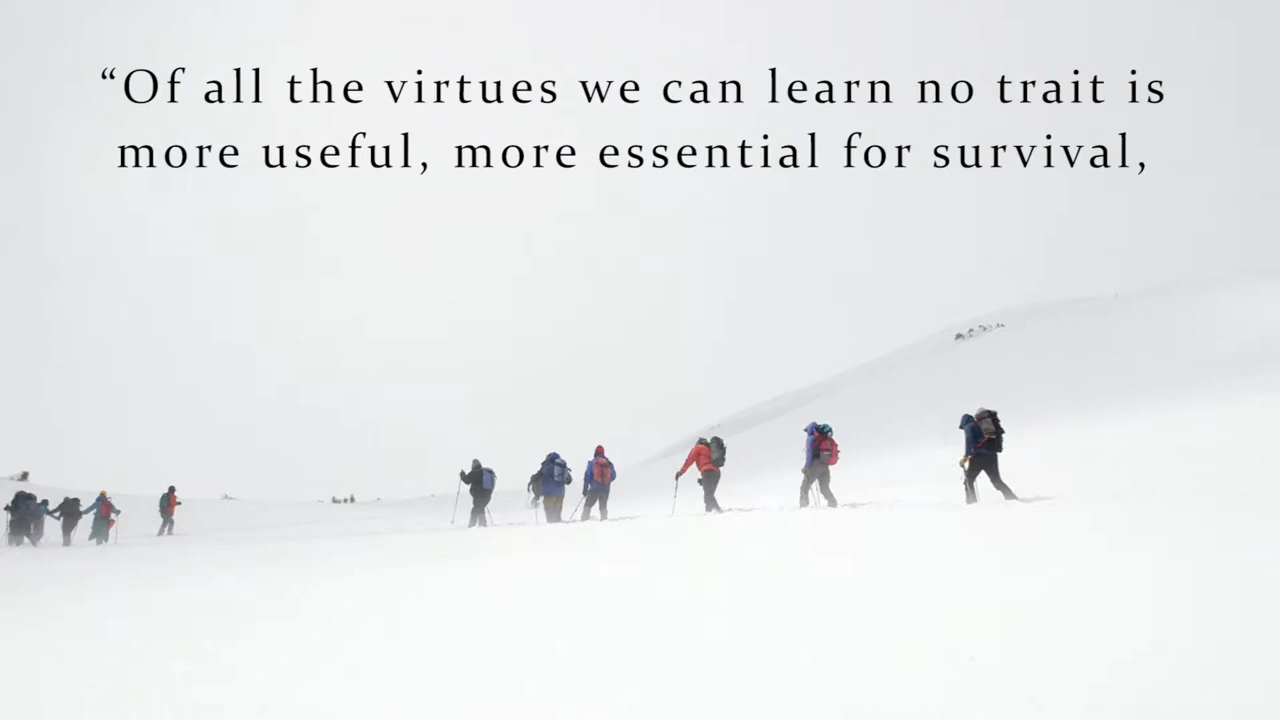 “Of all the virtues we can learn no trait is
more useful, more essential for survival,